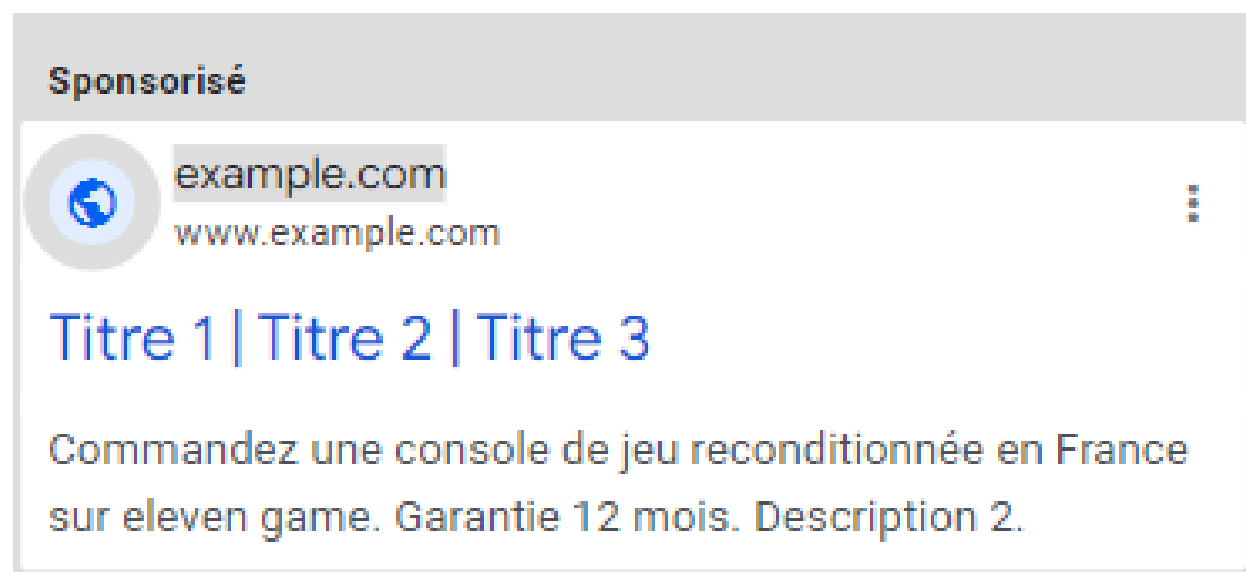 Sponsorisé
example.com
www.example.com
Titre 1 | Titre 2 | Titre 3
Commandez une console de jeu reconditionnée en France
sur eleven game. Garantie 12 mois. Description 2.